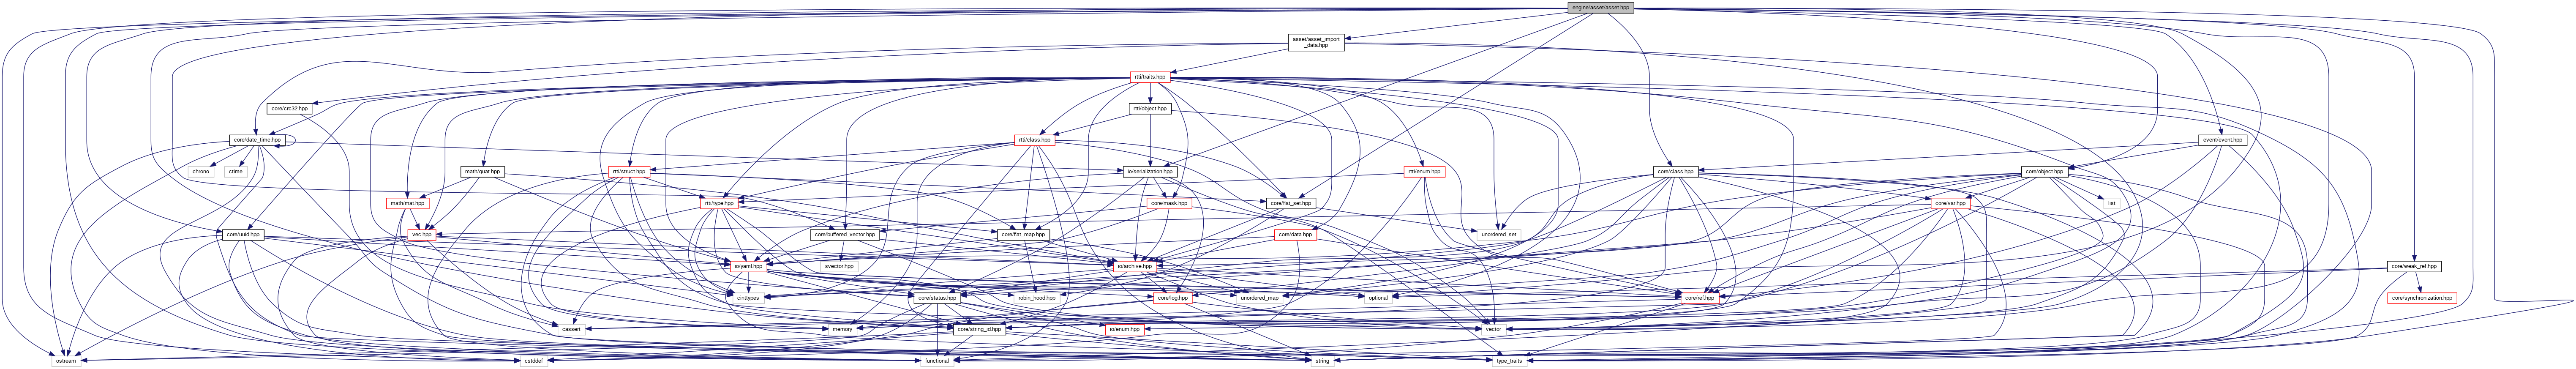 engine/asset/asset.hpp
asset/asset_import
_data.hpp
rtti/traits.hpp
core/crc32.hpp
rtti/object.hpp
core/date_time.hpp
rtti/class.hpp
event/event.hpp
chrono
ctime
math/quat.hpp
rtti/struct.hpp
io/serialization.hpp
rtti/enum.hpp
core/class.hpp
core/object.hpp
math/mat.hpp
rtti/type.hpp
core/mask.hpp
core/flat_set.hpp
core/var.hpp
list
core/uuid.hpp
vec.hpp
core/buffered_vector.hpp
core/flat_map.hpp
core/data.hpp
unordered_set
io/yaml.hpp
svector.hpp
io/archive.hpp
core/weak_ref.hpp
cinttypes
core/status.hpp
robin_hood.hpp
core/log.hpp
unordered_map
optional
core/ref.hpp
core/synchronization.hpp
cassert
memory
core/string_id.hpp
io/enum.hpp
vector
ostream
cstddef
functional
string
type_traits